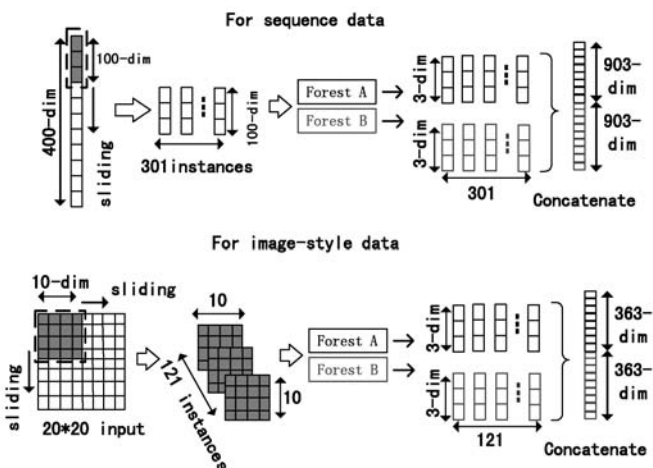 For sequence data
400-dim
100-dim
sliding
301instances
100-dim
Forest A
Forest B
3-dim
3-dim
301
903-
dim
903-
dim
Concatenate
For image-style data
10-dim
sliding
sliding
20*20 input
10
10
121 instances
Forest A
Forest B
3-dim
3-dim
121
363-
dim
363-
dim
Concatenate